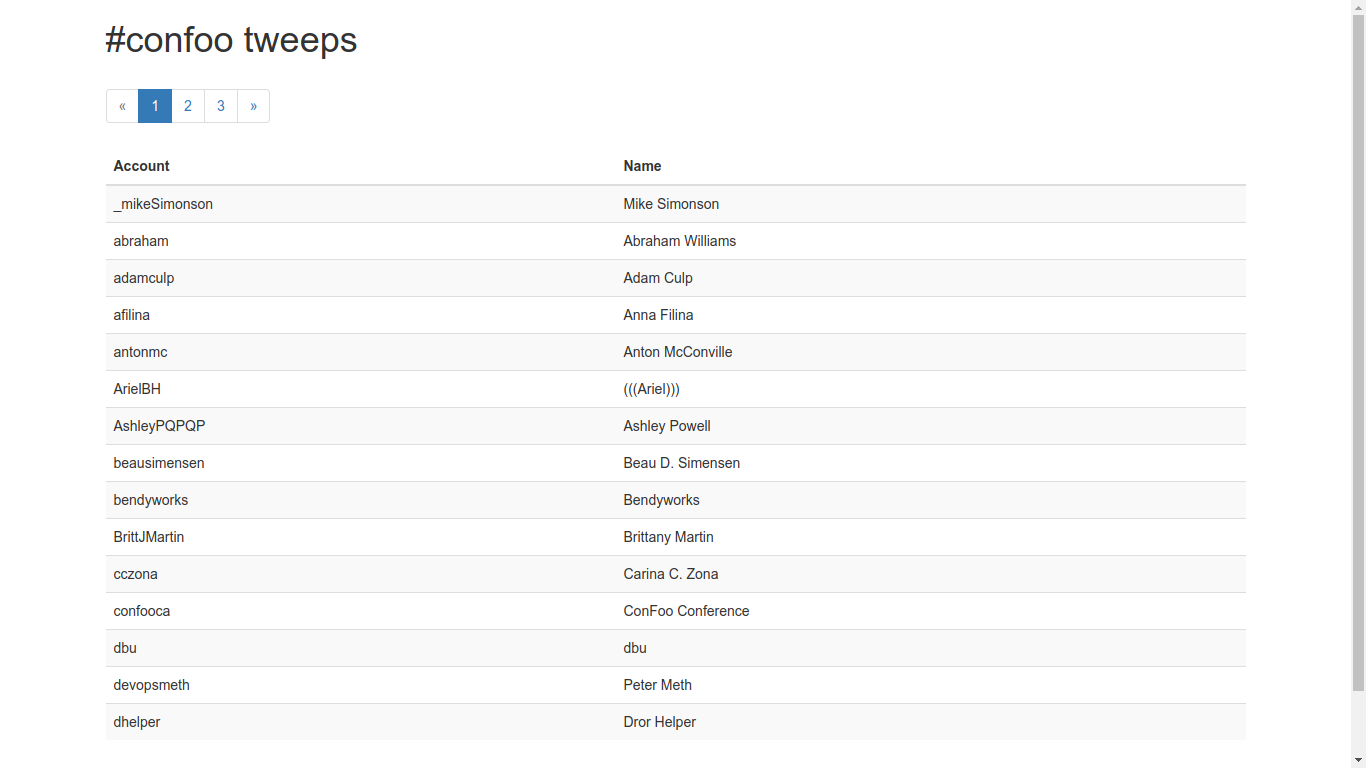 #confoo tweeps
« 1 2 3 »
Account Name
_mikeSimonson Mike Simonson
abraham Abraham Williams
adamculp Adam Culp
afilina Anna Filina
antonmc Anton McConville
ArielBH (((Ariel)))
AshleyPQPQP Ashley Powell
beausimensen Beau D. Simensen
bendyworks Bendyworks
BrittJMartin Brittany Martin
cczona Carina C. Zona
confooca ConFoo Conference
dbu dbu
devopsmeth Peter Meth
dhelper Dror Helper